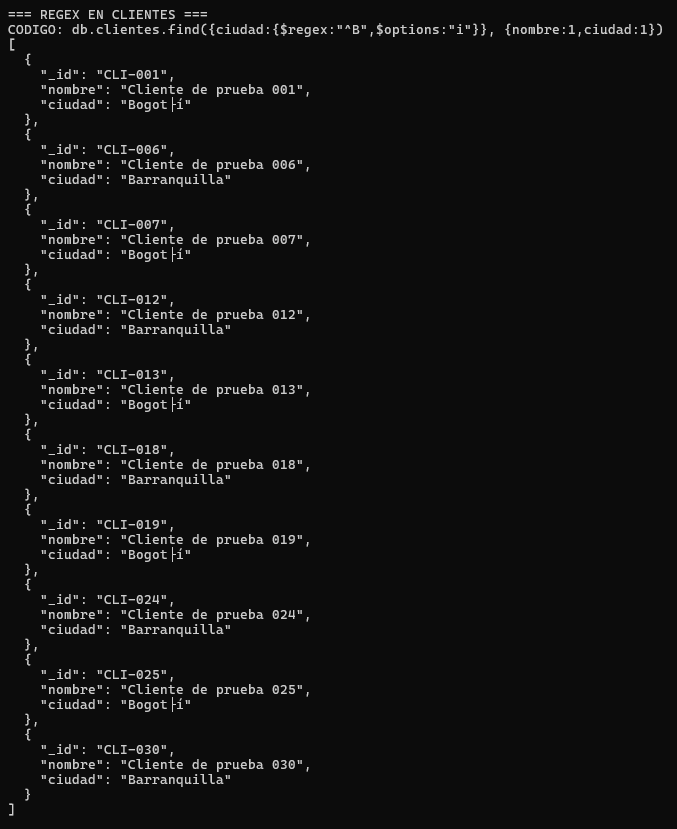 === REGEX EN CLIENTES ===
CODIGO: db.clientes.find({ciudad:{$regex:"^B",$options:"i"}}, {nombre:1,ciudad:1})
[
  {
    "_id": "CLI-001",
    "nombre": "Cliente de prueba 001",
    "ciudad": "Bogot├í"
  },
  {
    "_id": "CLI-006",
    "nombre": "Cliente de prueba 006",
    "ciudad": "Barranquilla"
  },
  {
    "_id": "CLI-007",
    "nombre": "Cliente de prueba 007",
    "ciudad": "Bogot├í"
  },
  {
    "_id": "CLI-012",
    "nombre": "Cliente de prueba 012",
    "ciudad": "Barranquilla"
  },
  {
    "_id": "CLI-013",
    "nombre": "Cliente de prueba 013",
    "ciudad": "Bogot├í"
  },
  {
    "_id": "CLI-018",
    "nombre": "Cliente de prueba 018",
    "ciudad": "Barranquilla"
  },
  {
    "_id": "CLI-019",
    "nombre": "Cliente de prueba 019",
    "ciudad": "Bogot├í"
  },
  {
    "_id": "CLI-024",
    "nombre": "Cliente de prueba 024",
    "ciudad": "Barranquilla"
  },
  {
    "_id": "CLI-025",
    "nombre": "Cliente de prueba 025",
    "ciudad": "Bogot├í"
  },
  {
    "_id": "CLI-030",
    "nombre": "Cliente de prueba 030",
    "ciudad": "Barranquilla"
  }
]